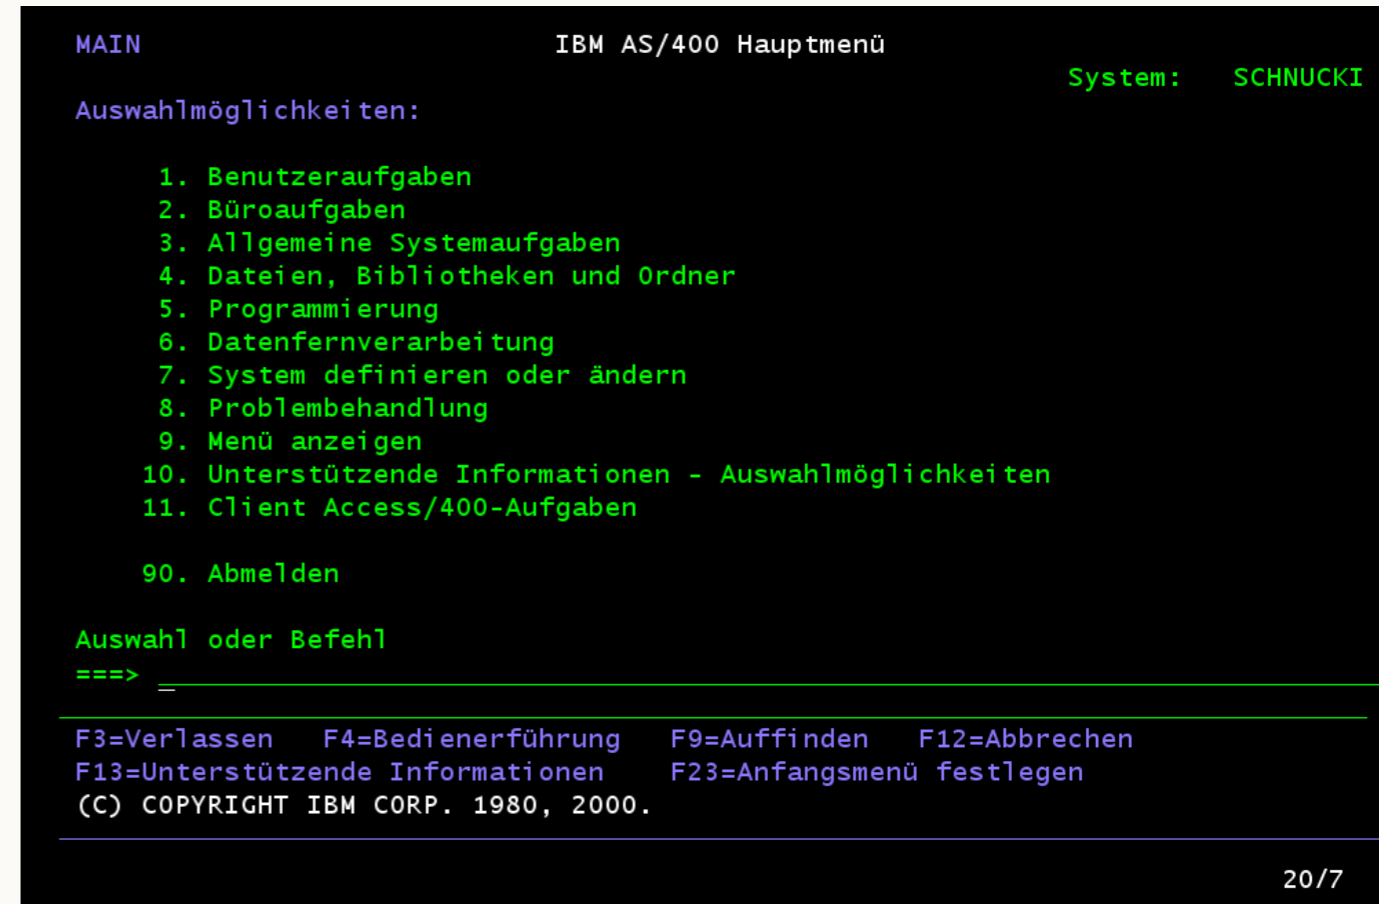 MAIN IBM AS/400 Hauptmenü
System: SCHNUCKI
Auswahlmöglichkeiten:
1. Benutzeraufgaben
2. Büroaufgaben
3. Allgemeine Systemaufgaben
4. Dateien, Bibliotheken und Ordner
5. Programmierung
6. Datenfernverarbeitung
7. System definieren oder ändern
8. Problembehandlung
9. Menü anzeigen
10. Unterstützende Informationen - Auswahlmöglichkeiten
11. Client Access/400-Aufgaben
90. Abmelden
Auswahl oder Befehl
===> _
F3=Verlassen F4=Bedienerführung F9=Auffinden F12=Abbrechen
F13=Unterstützende Informationen F23=Anfangsmenü festlegen
(C) COPYRIGHT IBM CORP. 1980, 2000.
20/7